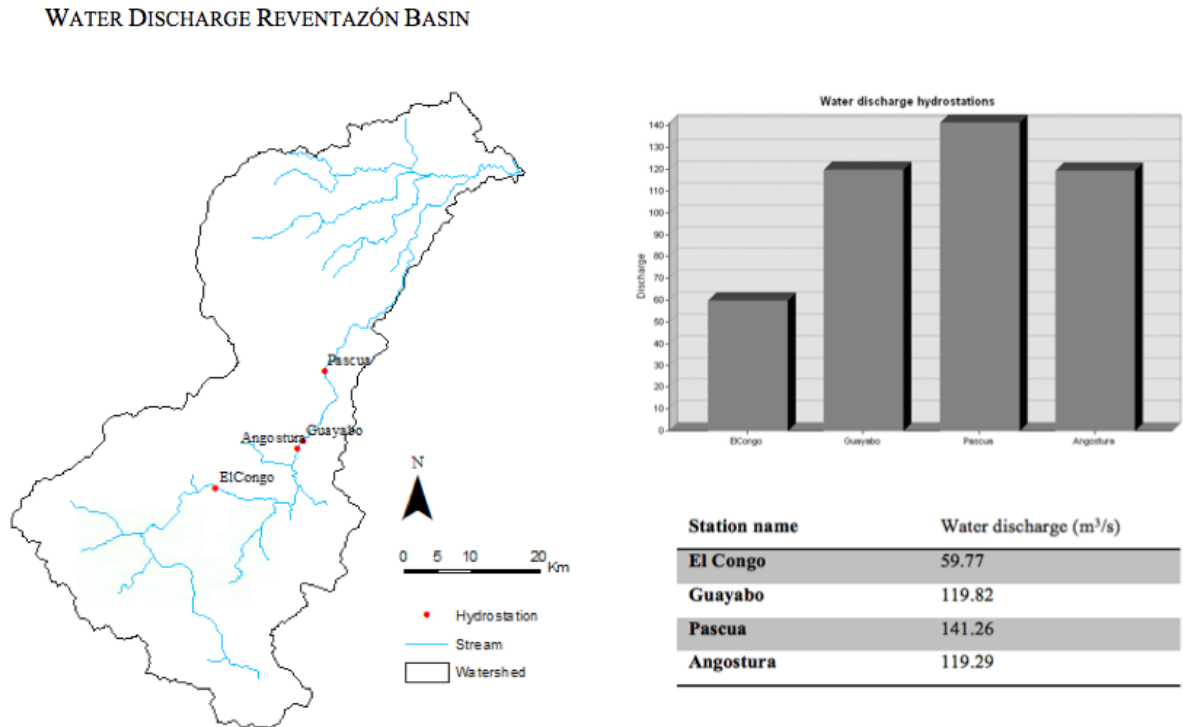 WATER DISCHARGE REVENTAZÓN BASIN
Pascua
Guayabo
Angostura
ElCongo
N
0 5 10 20
Km
Hydrostation
Stream
Watershed
Water discharge hydrostations
Discharge
140
130
120
110
100
90
80
70
60
50
40
30
20
10
0
ElCongo Guayabo Pascua Angostura
Station name Water discharge (m³/s)
El Congo 59.77
Guayabo 119.82
Pascua 141.26
Angostura 119.29